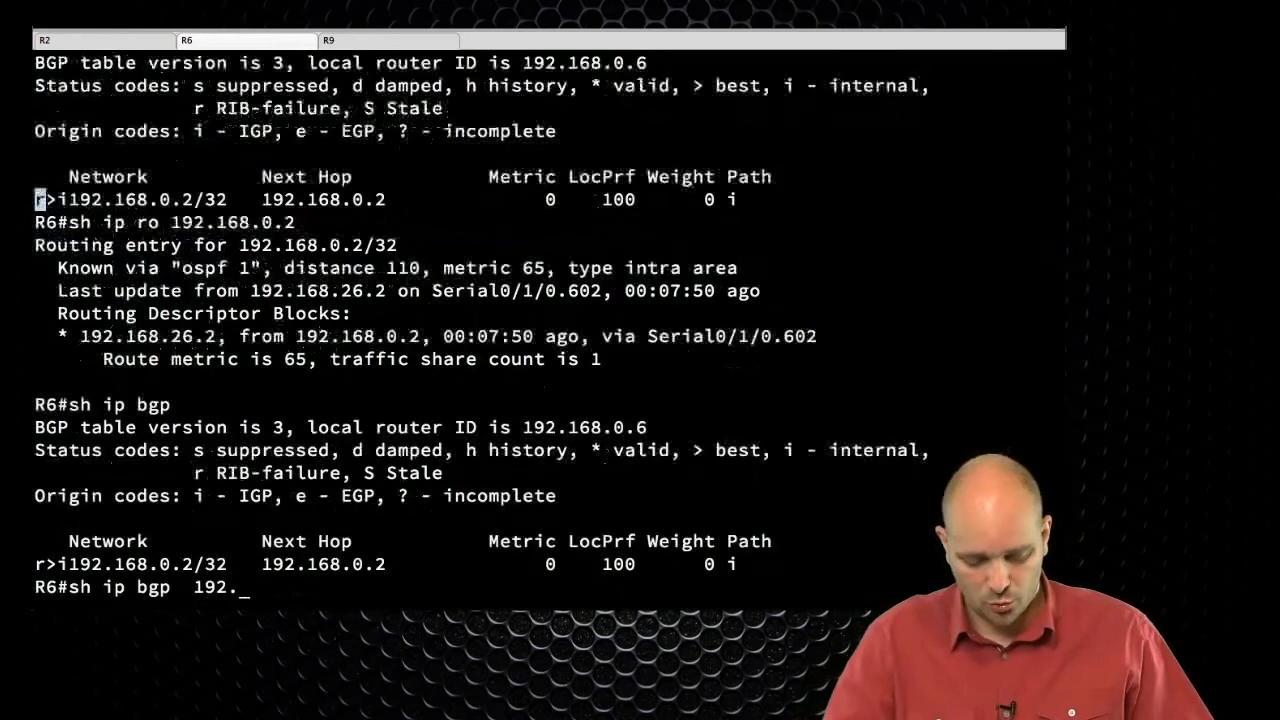 R2 R6 R9
BGP table version is 3, local router ID is 192.168.0.6
Status codes: s suppressed, d damped, h history, * valid, > best, i - internal,
r RIB-failure, S Stale
Origin codes: i - IGP, e - EGP, ? - incomplete
Network Next Hop Metric LocPrf Weight Path
r>i192.168.0.2/32 192.168.0.2 0 100 0 i
R6#sh ip ro 192.168.0.2
Routing entry for 192.168.0.2/32
Known via "ospf 1", distance 110, metric 65, type intra area
Last update from 192.168.26.2 on Serial0/1/0.602, 00:07:50 ago
Routing Descriptor Blocks:
* 192.168.26.2, from 192.168.0.2, 00:07:50 ago, via Serial0/1/0.602
Route metric is 65, traffic share count is 1
R6#sh ip bgp
BGP table version is 3, local router ID is 192.168.0.6
Status codes: s suppressed, d damped, h history, * valid, > best, i - internal,
r RIB-failure, S Stale
Origin codes: i - IGP, e - EGP, ? - incomplete
Network Next Hop Metric LocPrf Weight Path
r>i192.168.0.2/32 192.168.0.2 0 100 0 i
R6#sh ip bgp 192._